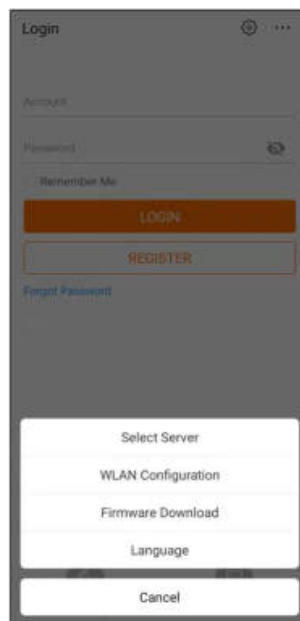 Login
Account
Password
Remember Me
LOGIN
REGISTER
Forgot Password
Select Server
WLAN Configuration
Firmware Download
Language
Cancel